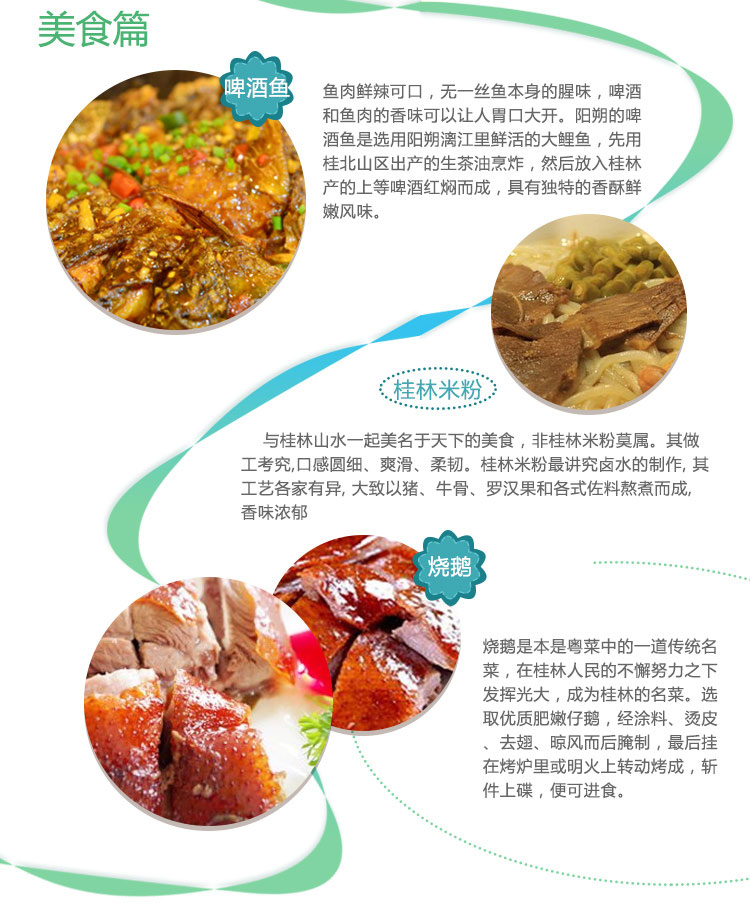 美食篇
啤酒鱼
鱼肉鲜辣可口，无一丝鱼本身的腥味，啤酒
和鱼肉的香味可以让人胃口大开。阳朔的啤
酒鱼是选用阳朔漓江里鲜活的大鲤鱼，先用
桂北山区出产的生茶油烹炸，然后放入桂林
产的上等啤酒红焖而成，具有独特的香酥鲜
嫩风味。
桂林米粉
与桂林山水一起美名于天下的美食，非桂林米粉莫属。其做
工考究,口感圆细、爽滑、柔韧。桂林米粉最讲究卤水的制作, 其
工艺各家有异, 大致以猪、牛骨、罗汉果和各式佐料熬煮而成,
香味浓郁
烧鹅
烧鹅是本是粤菜中的一道传统名
菜，在桂林人民的不懈努力之下
发挥光大，成为桂林的名菜。选
取优质肥嫩仔鹅，经涂料、烫皮
、去翅、晾风而后腌制，最后挂
在烤炉里或明火上转动烤成，斩
件上碟，便可进食。